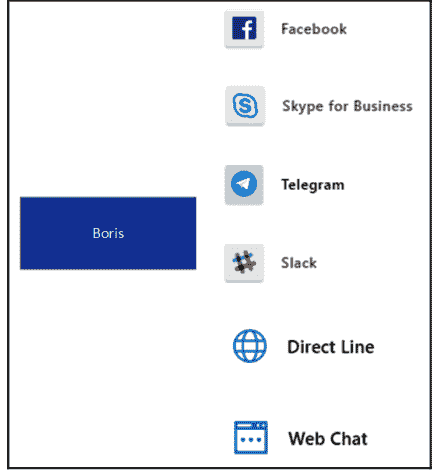 Facebook
Skype for Business
Telegram
Boris
Slack
Direct Line
Web Chat